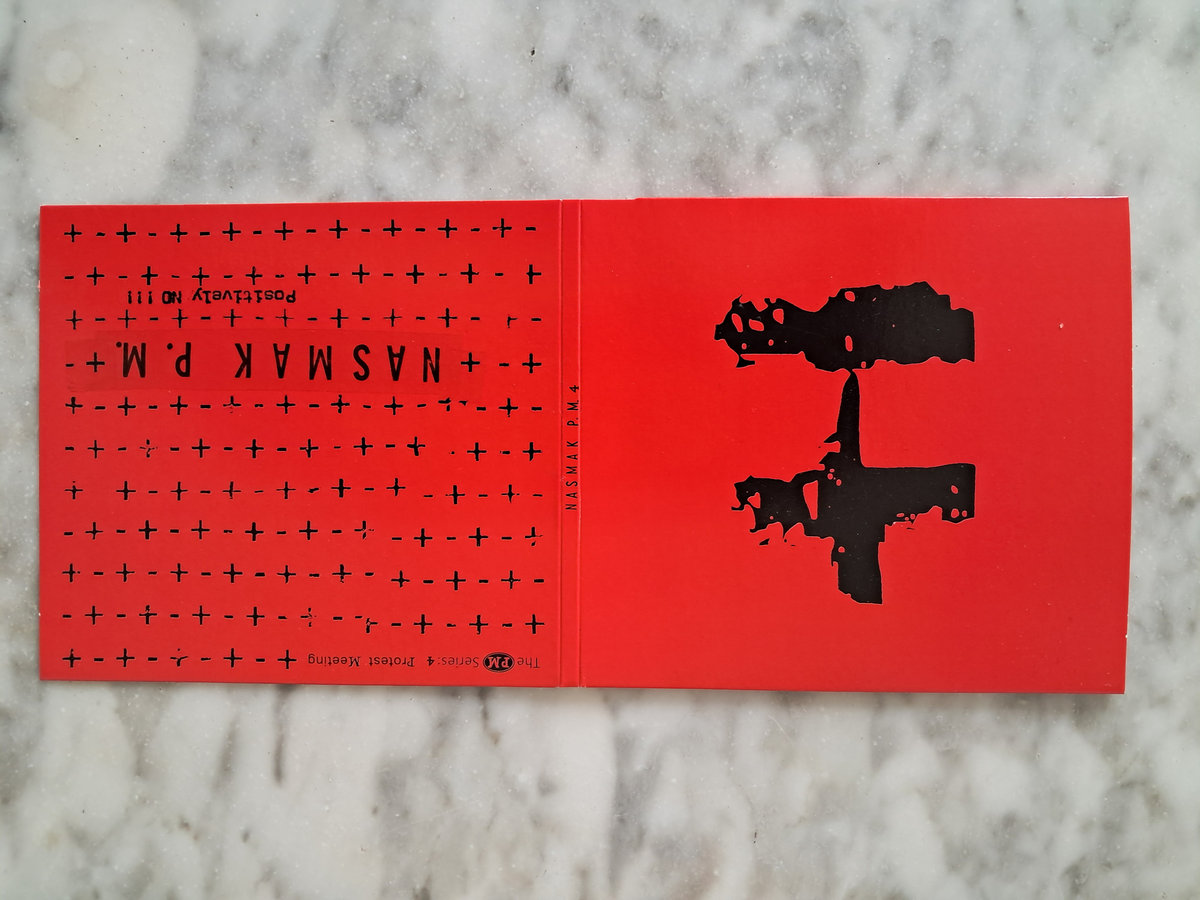 The PM Series: 4 Protest Meeting
NASMAK P.M.
Positively NO !!!
NASMAK P.M. 4